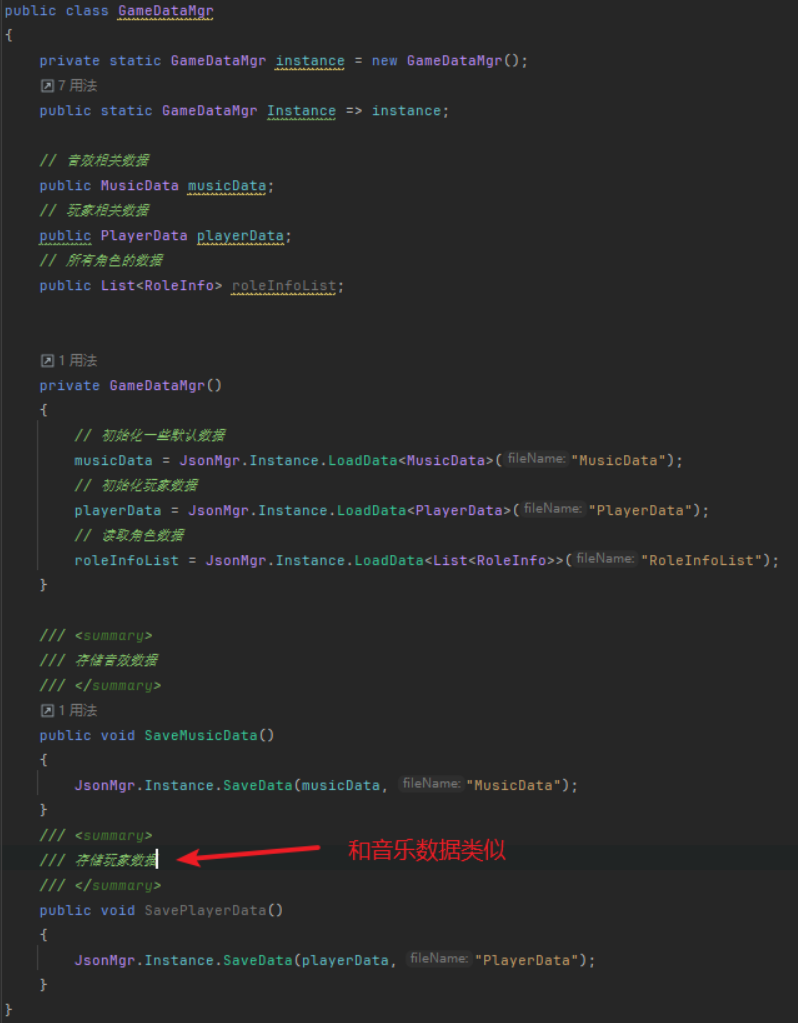 public class GameDataMgr
{
private static GameDataMgr instance = new GameDataMgr();
7 用法
public static GameDataMgr Instance => instance;
// 音效相关数据
public MusicData musicData;
// 玩家相关数据
public PlayerData playerData;
// 所有角色的数据
public List<RoleInfo> roleInfoList;
1 用法
private GameDataMgr()
{
// 初始化一些默认数据
musicData = JsonMgr.Instance.LoadData<MusicData>( fileName: "MusicData");
// 初始化玩家数据
playerData = JsonMgr.Instance.LoadData<PlayerData>( fileName: "PlayerData");
// 读取角色数据
roleInfoList = JsonMgr.Instance.LoadData<List<RoleInfo>>( fileName: "RoleInfoList");
}
/// <summary>
/// 存储音效数据
/// </summary>
1 用法
public void SaveMusicData()
{
JsonMgr.Instance.SaveData(musicData, fileName: "MusicData");
}
/// <summary>
/// 存储玩家数据 和音乐数据类似
/// </summary>
public void SavePlayerData()
{
JsonMgr.Instance.SaveData(playerData, fileName: "PlayerData");
}
}